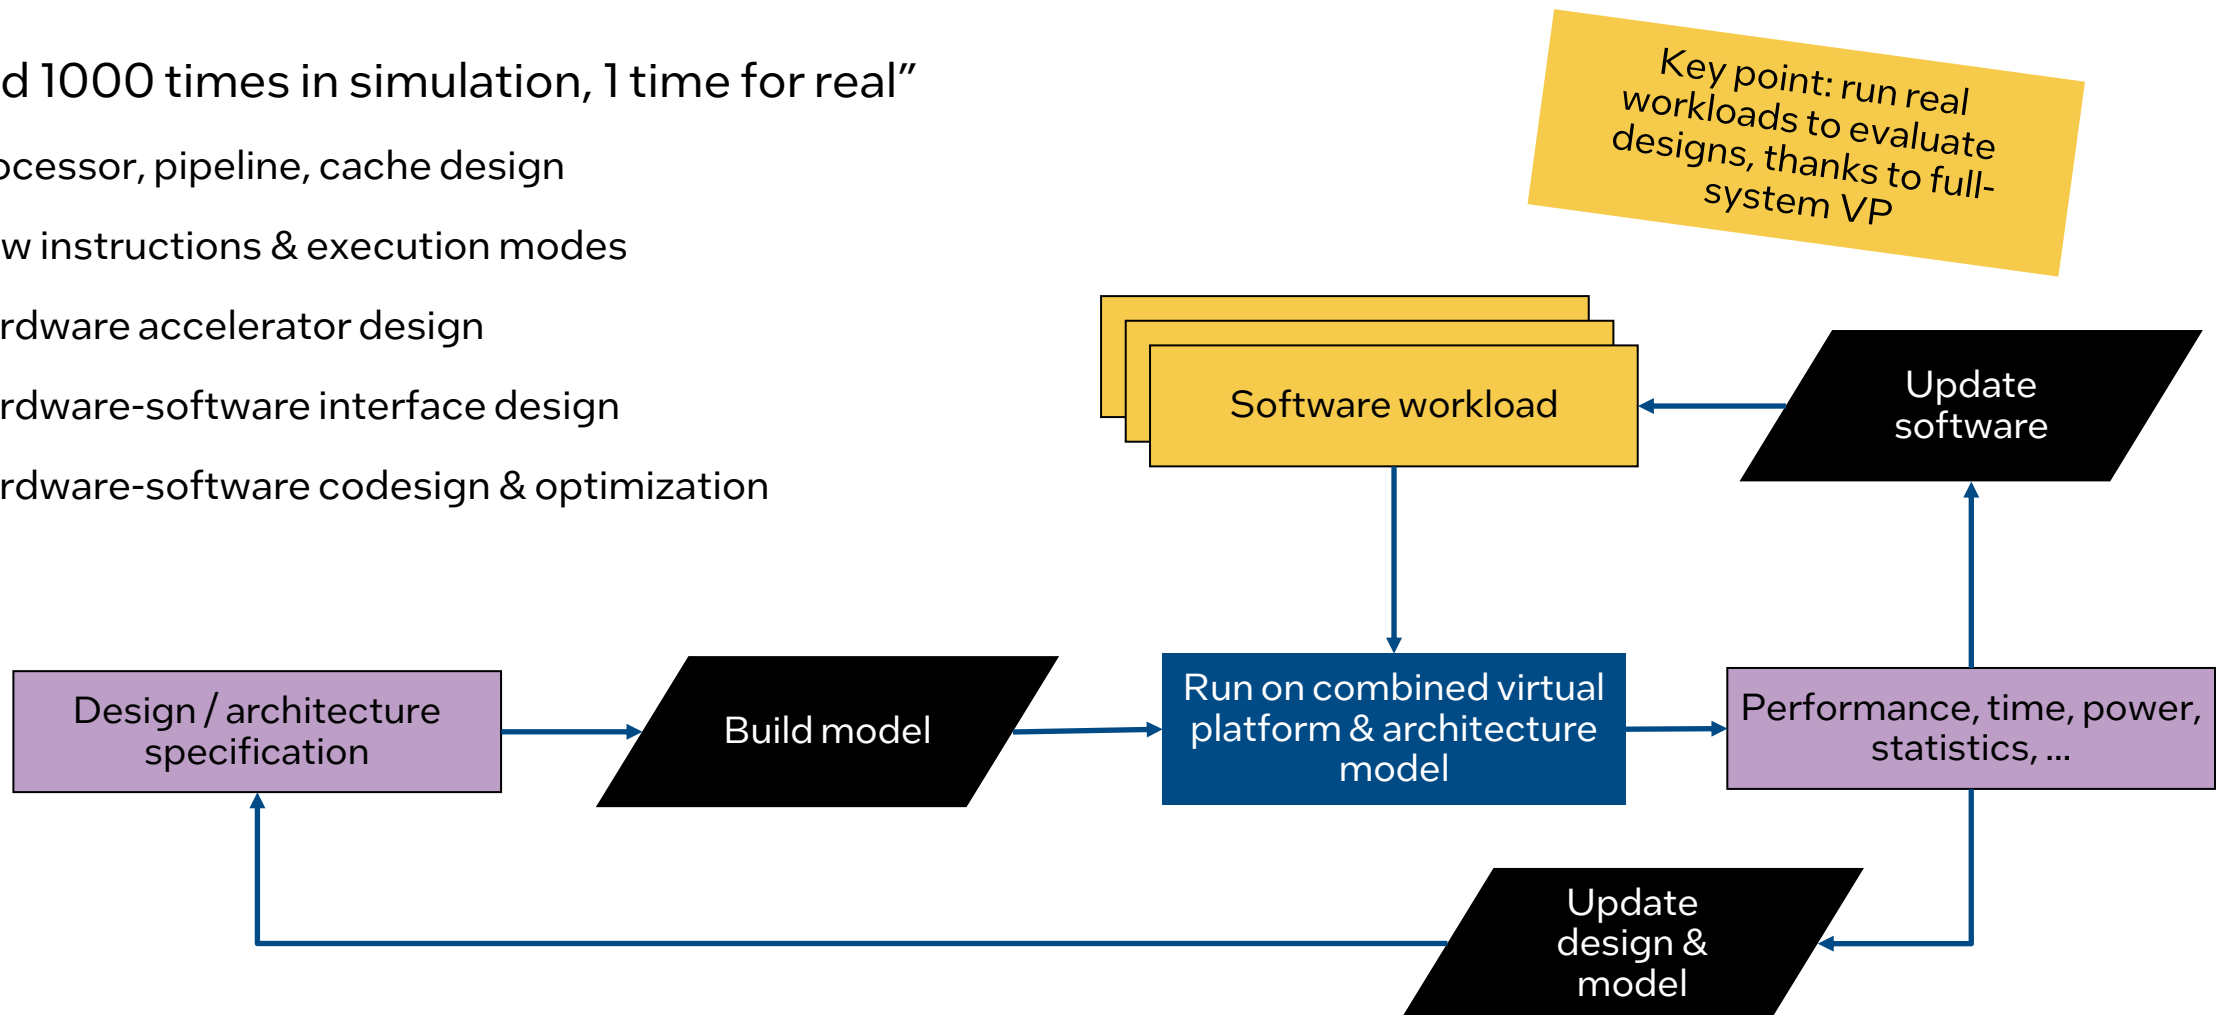 d 1000 times in simulation, 1 time for real”
ocessor, pipeline, cache design
w instructions & execution modes
rdware accelerator design
rdware-software interface design
rdware-software codesign & optimization
Key point: run real
workloads to evaluate
designs, thanks to full-
system VP
Software workload
Update
software
Design / architecture
specification
Build model
Run on combined virtual
platform & architecture
model
Performance, time, power,
statistics, ...
Update
design &
model